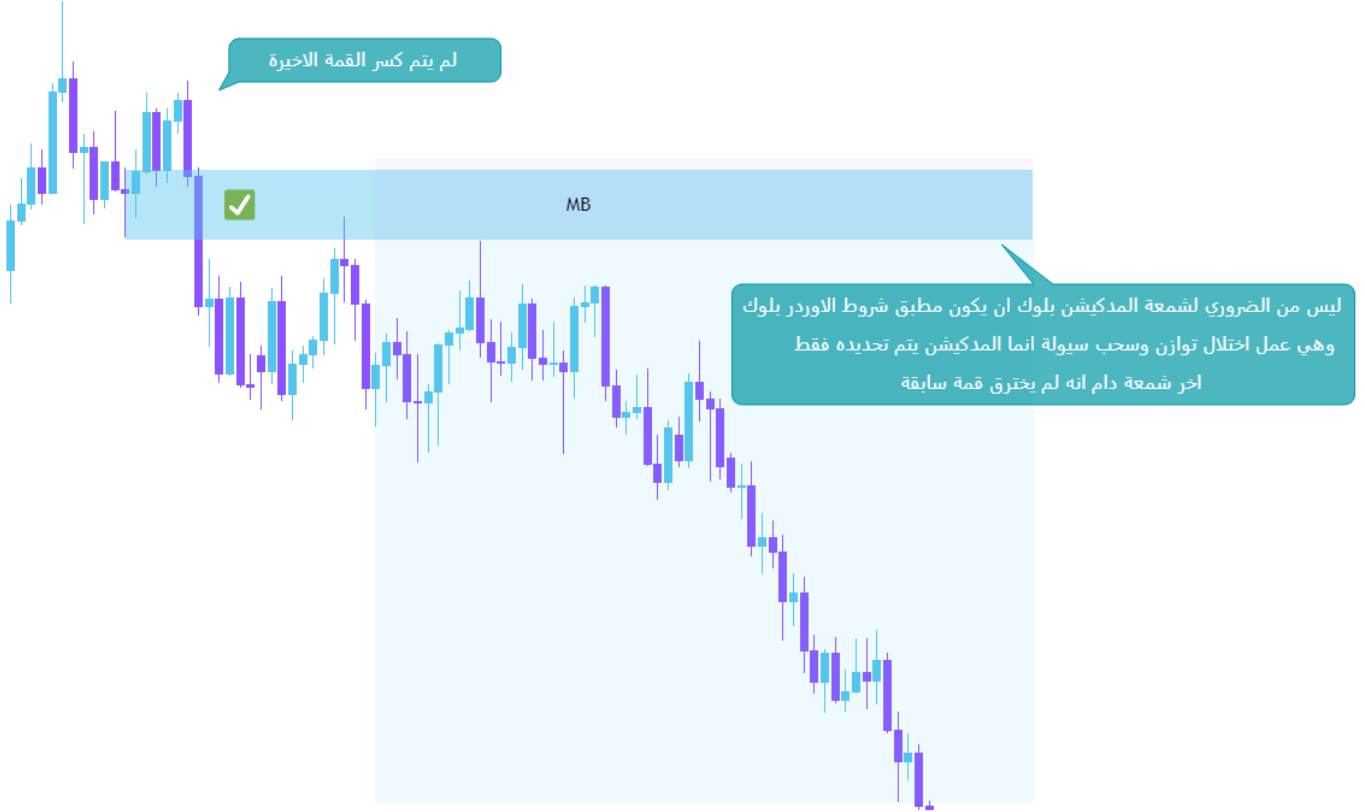 لم يتم كسر القمة الاخيرة
MB
ليس من الضروري لشمعة المدكيشن بلوك ان يكون مطبق شروط الاوردر بلوك
وهي عمل اختلال توازن وسحب سيولة انما المدكيشن يتم تحديده فقط
اخر شمعة دام انه لم يخترق قمة سابقة